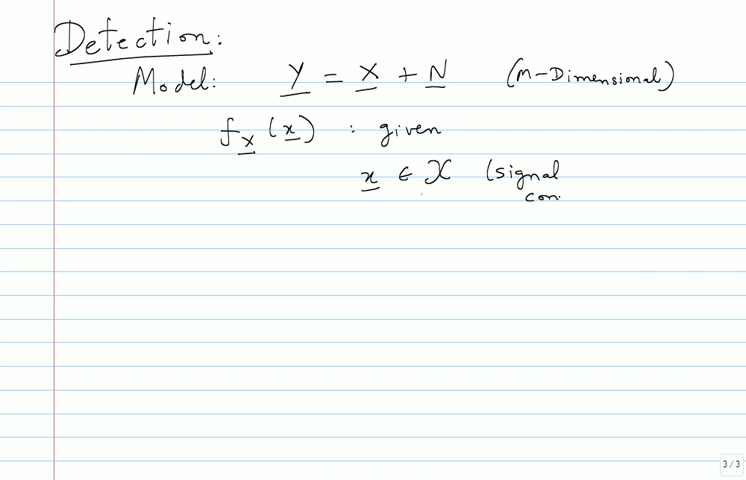 Detection:
Model: Y = X + N (M-Dimensional)
f_X (x) : given
x ∈ 𝒳 (signal
con
3/3